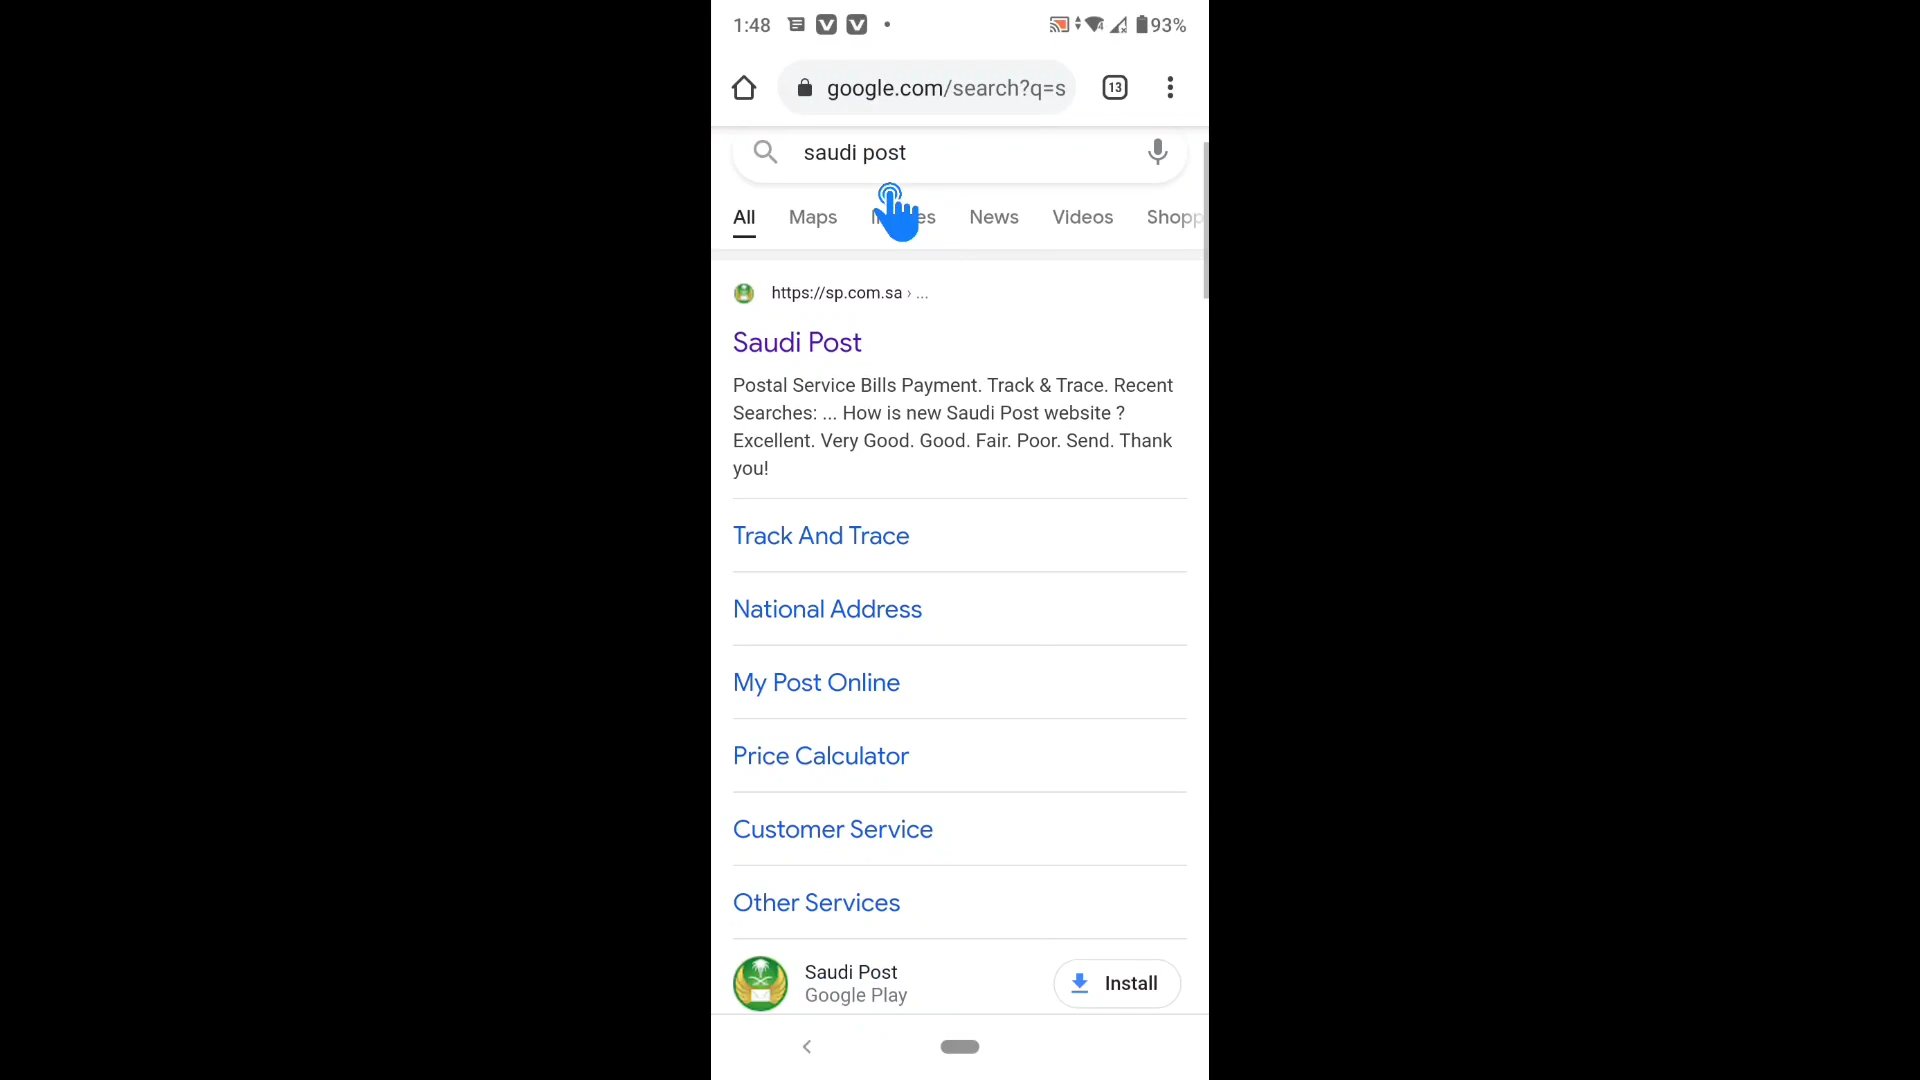 1:48
93%
google.com/search?q=s
13
saudi post
All Maps News Videos Shopp
https://sp.com.sa › ...
Saudi Post
Postal Service Bills Payment. Track & Trace. Recent
Searches: ... How is new Saudi Post website ?
Excellent. Very Good. Good. Fair. Poor. Send. Thank
you!
Track And Trace
National Address
My Post Online
Price Calculator
Customer Service
Other Services
Saudi Post
Google Play
Install